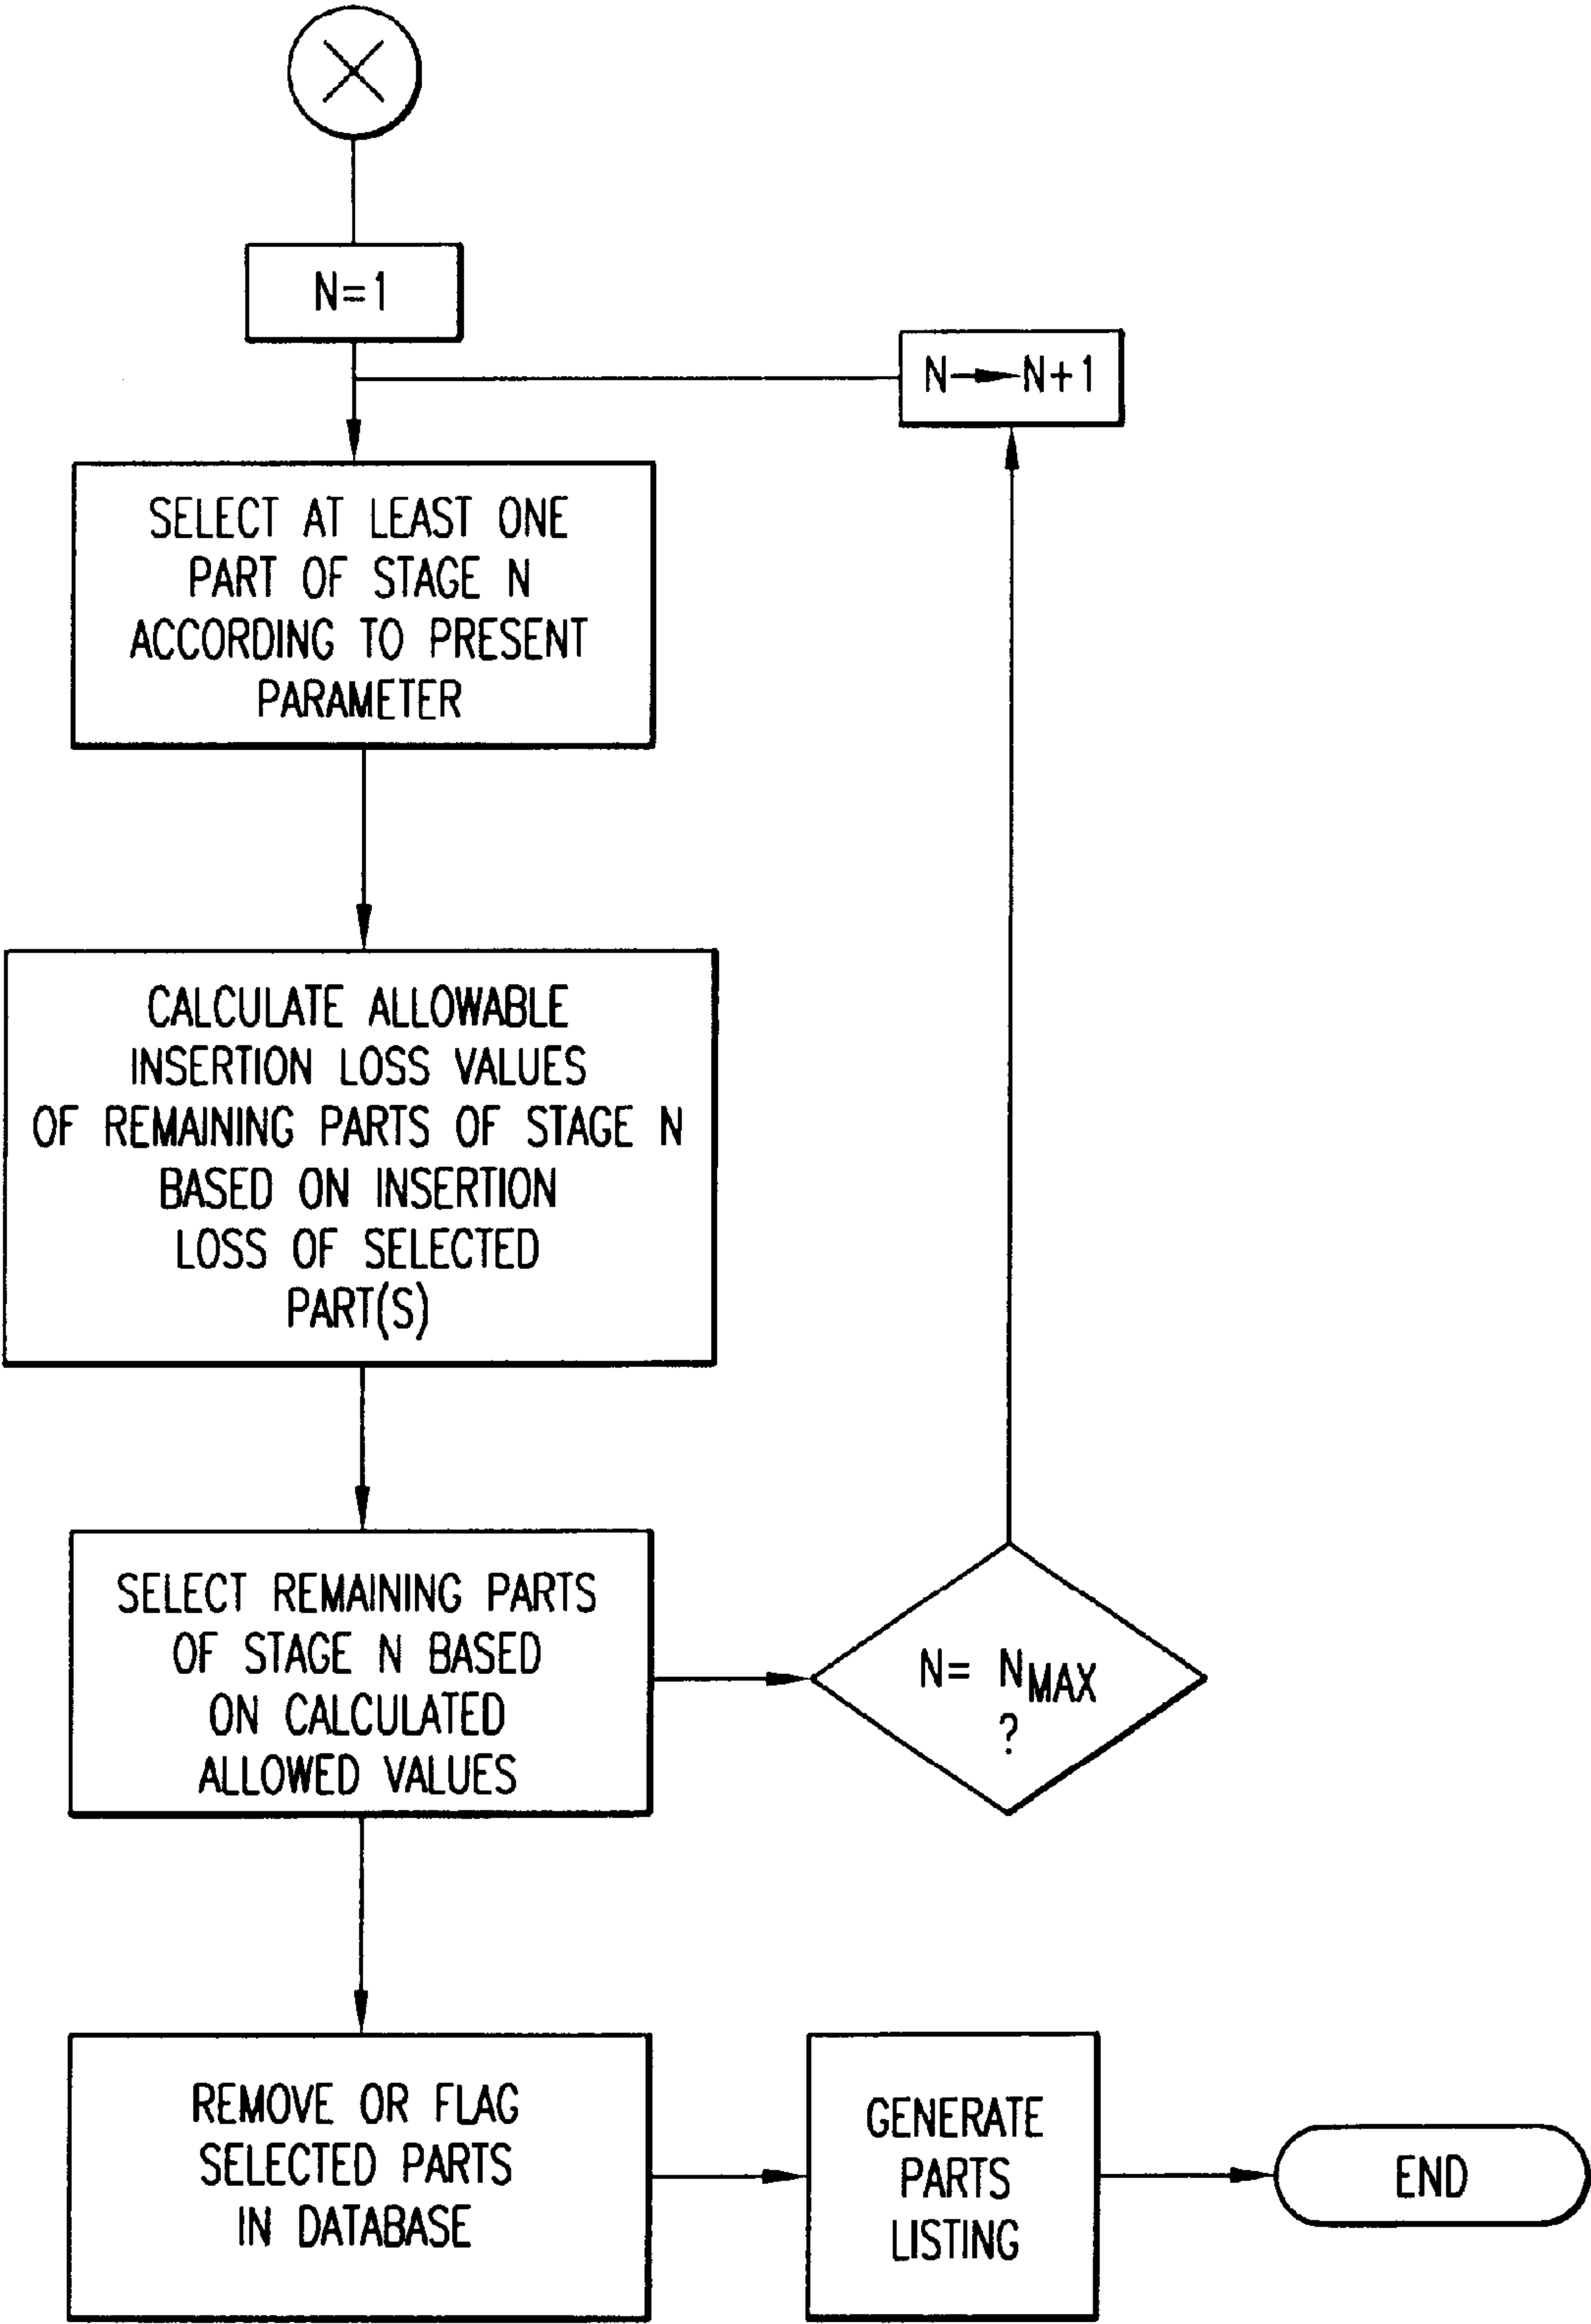 N=1
N→N+1
SELECT AT LEAST ONE
PART OF STAGE N
ACCORDING TO PRESENT
PARAMETER
CALCULATE ALLOWABLE
INSERTION LOSS VALUES
OF REMAINING PARTS OF STAGE N
BASED ON INSERTION
LOSS OF SELECTED
PART(S)
SELECT REMAINING PARTS
OF STAGE N BASED
ON CALCULATED
ALLOWED VALUES
N= NMAX
?
REMOVE OR FLAG
SELECTED PARTS
IN DATABASE
GENERATE
PARTS
LISTING
END